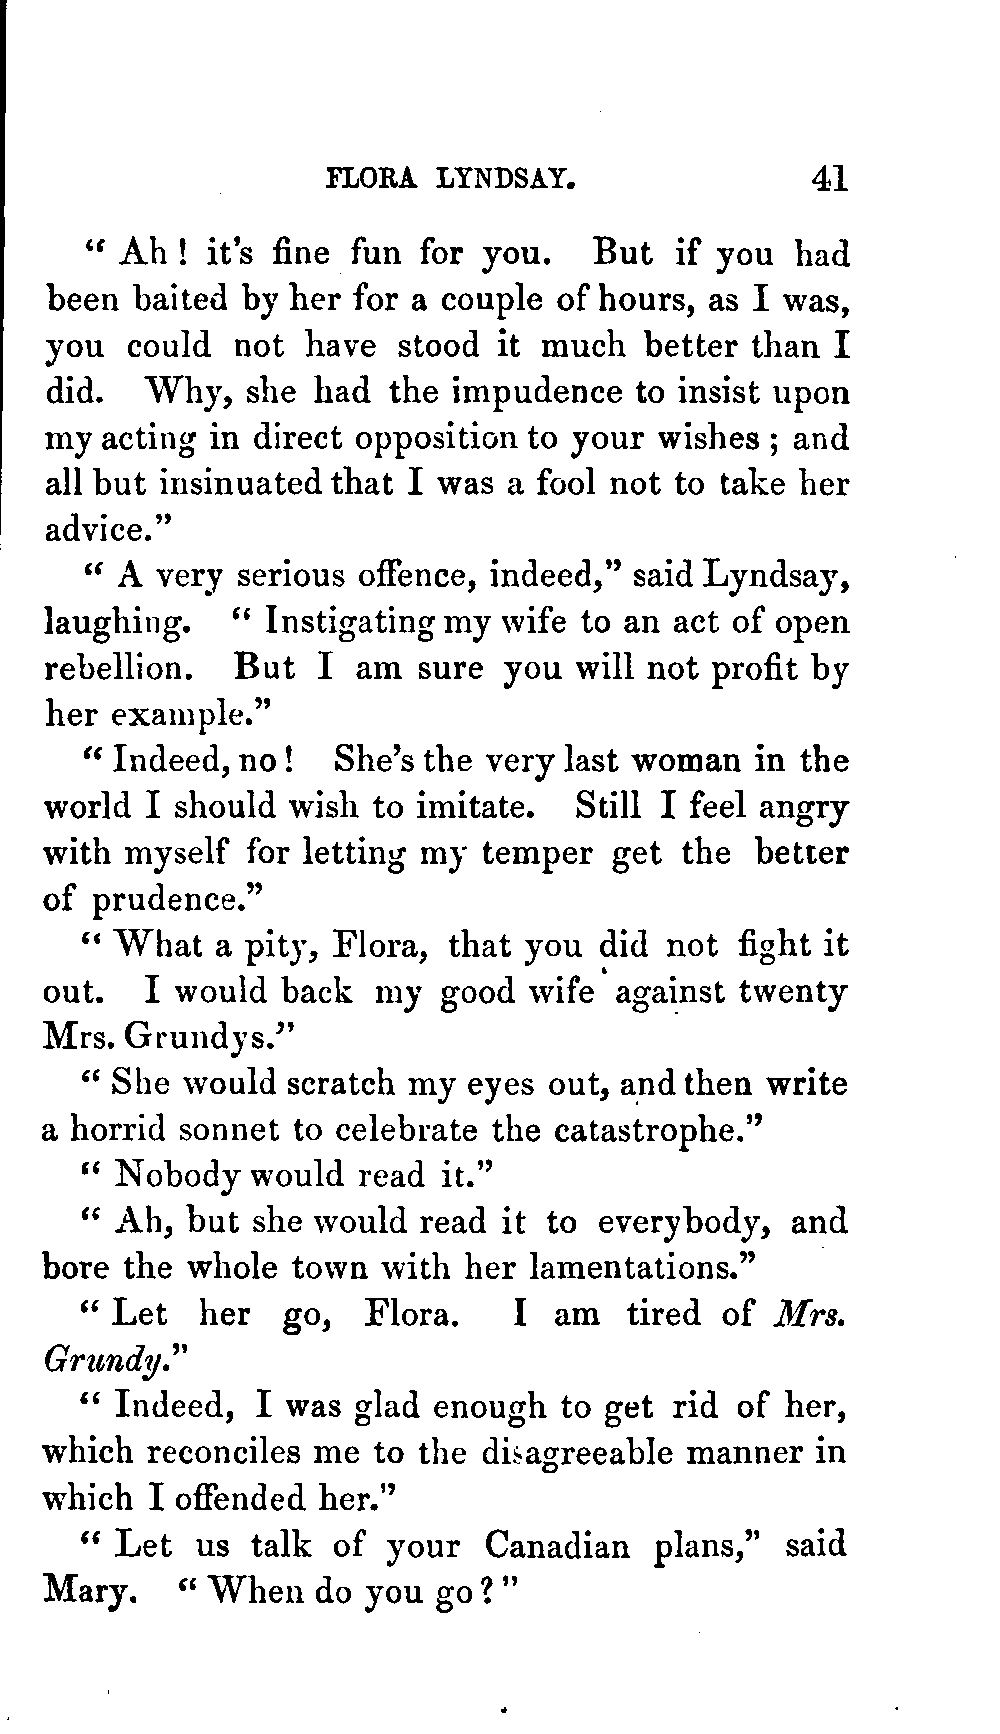 FLORA LYNDSAY. 41
“ Ah ! it’s fine fun for you. But if you had
been baited by her for a couple of hours, as I was,
you could not have stood it much better than I
did. Why, she had the impudence to insist upon
my acting in direct opposition to your wishes ; and
all but insinuated that I was a fool not to take her
advice.”
“ A very serious offence, indeed,” said Lyndsay,
laughing. “ Instigating my wife to an act of open
rebellion. But I am sure you will not profit by
her example.”
“ Indeed, no ! She’s the very last woman in the
world I should wish to imitate. Still I feel angry
with myself for letting my temper get the better
of prudence.”
“ What a pity, Flora, that you did not fight it
out. I would back my good wife against twenty
Mrs. Grundys.”
“ She would scratch my eyes out, and then write
a horrid sonnet to celebrate the catastrophe.”
“ Nobody would read it.”
“ Ah, but she would read it to everybody, and
bore the whole town with her lamentations.”
“ Let her go, Flora. I am tired of Mrs.
Grundy.”
“ Indeed, I was glad enough to get rid of her,
which reconciles me to the disagreeable manner in
which I offended her.”
“ Let us talk of your Canadian plans,” said
Mary. “ When do you go ? ”